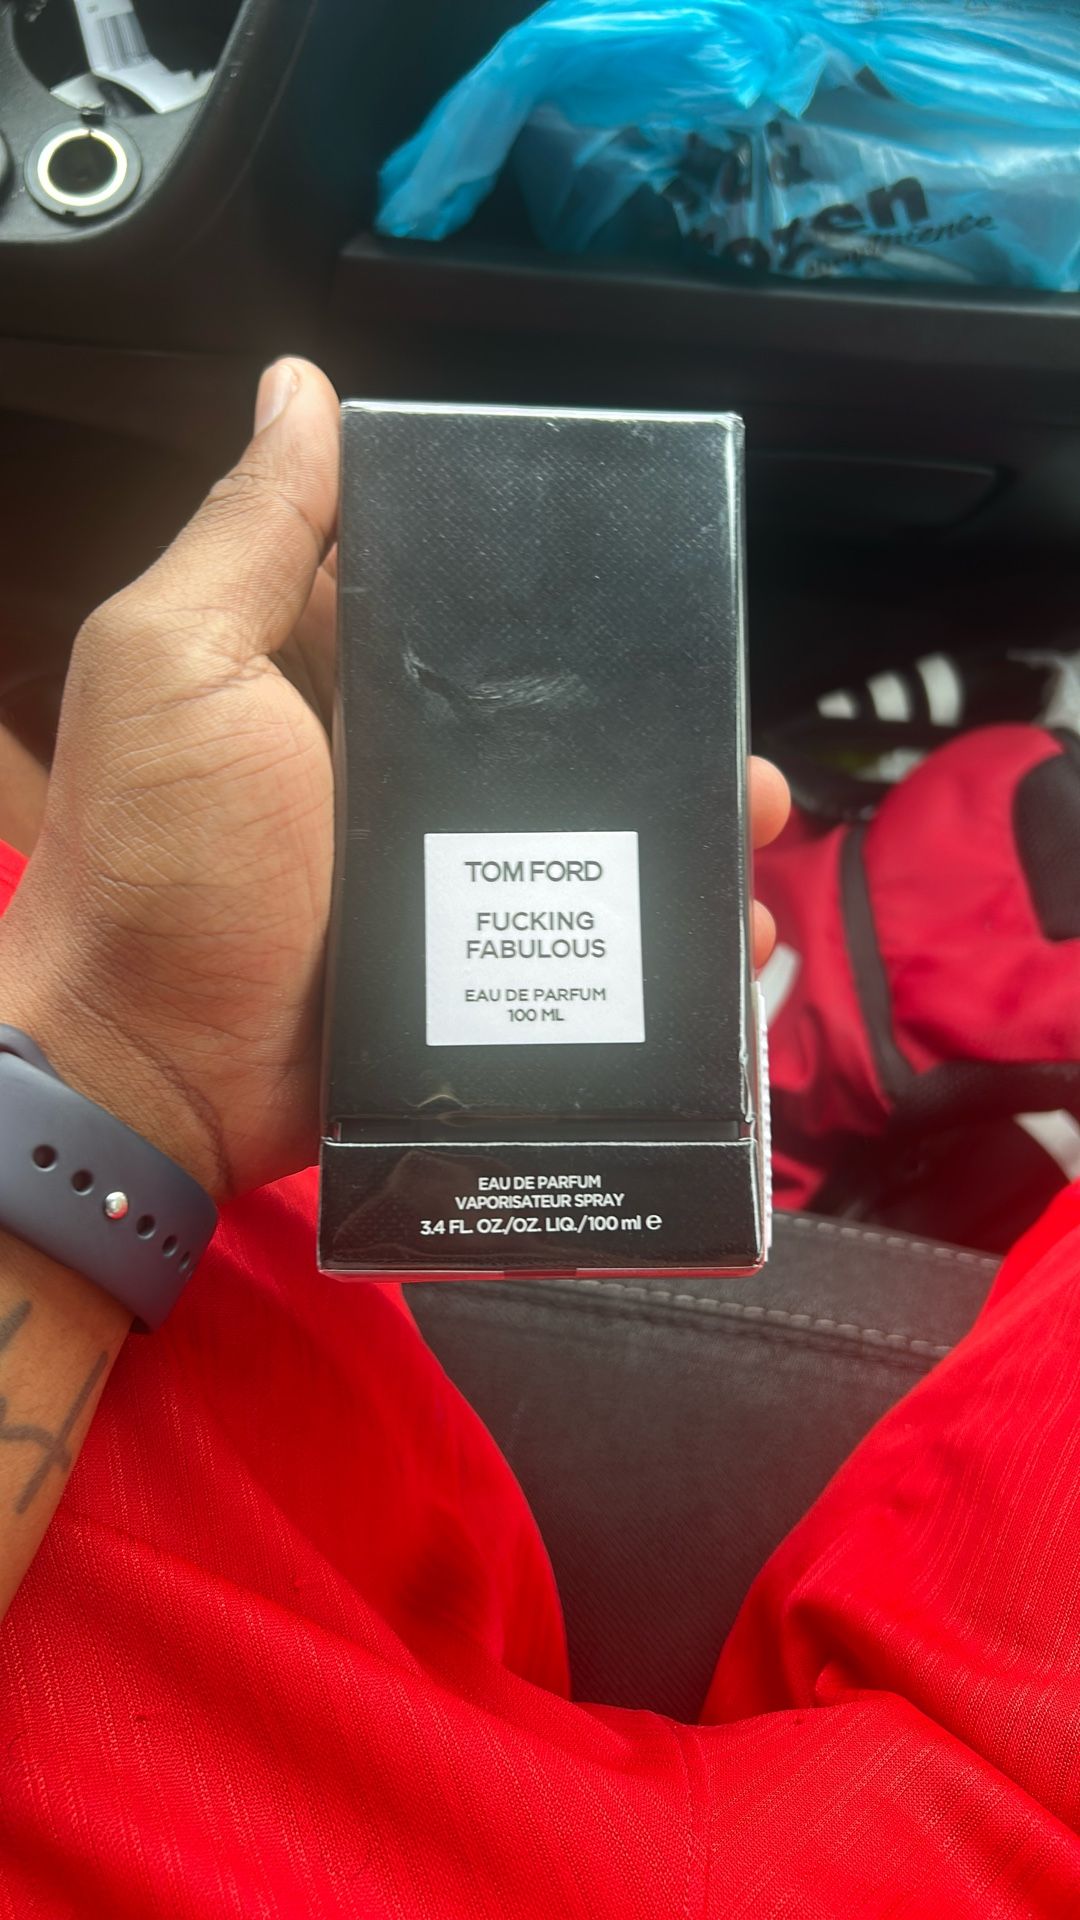 TOM FORD
FUCKING
FABULOUS
EAU DE PARFUM
100 ML
EAU DE PARFUM
VAPORISATEUR SPRAY
3.4 FL. OZ./OZ. LIQ./100 ml ℮